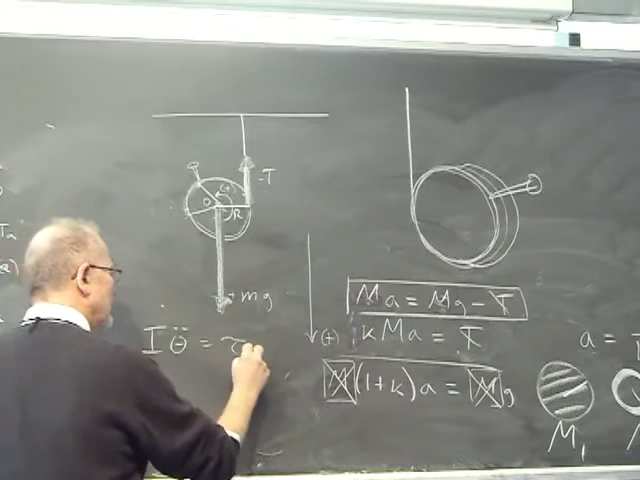 -T
θ
(+)
R
+mg
(+)
Ma = Mg - T
kMa = T
M(1+k)a = Mg
Iθ̈ = τ
a =
M₁